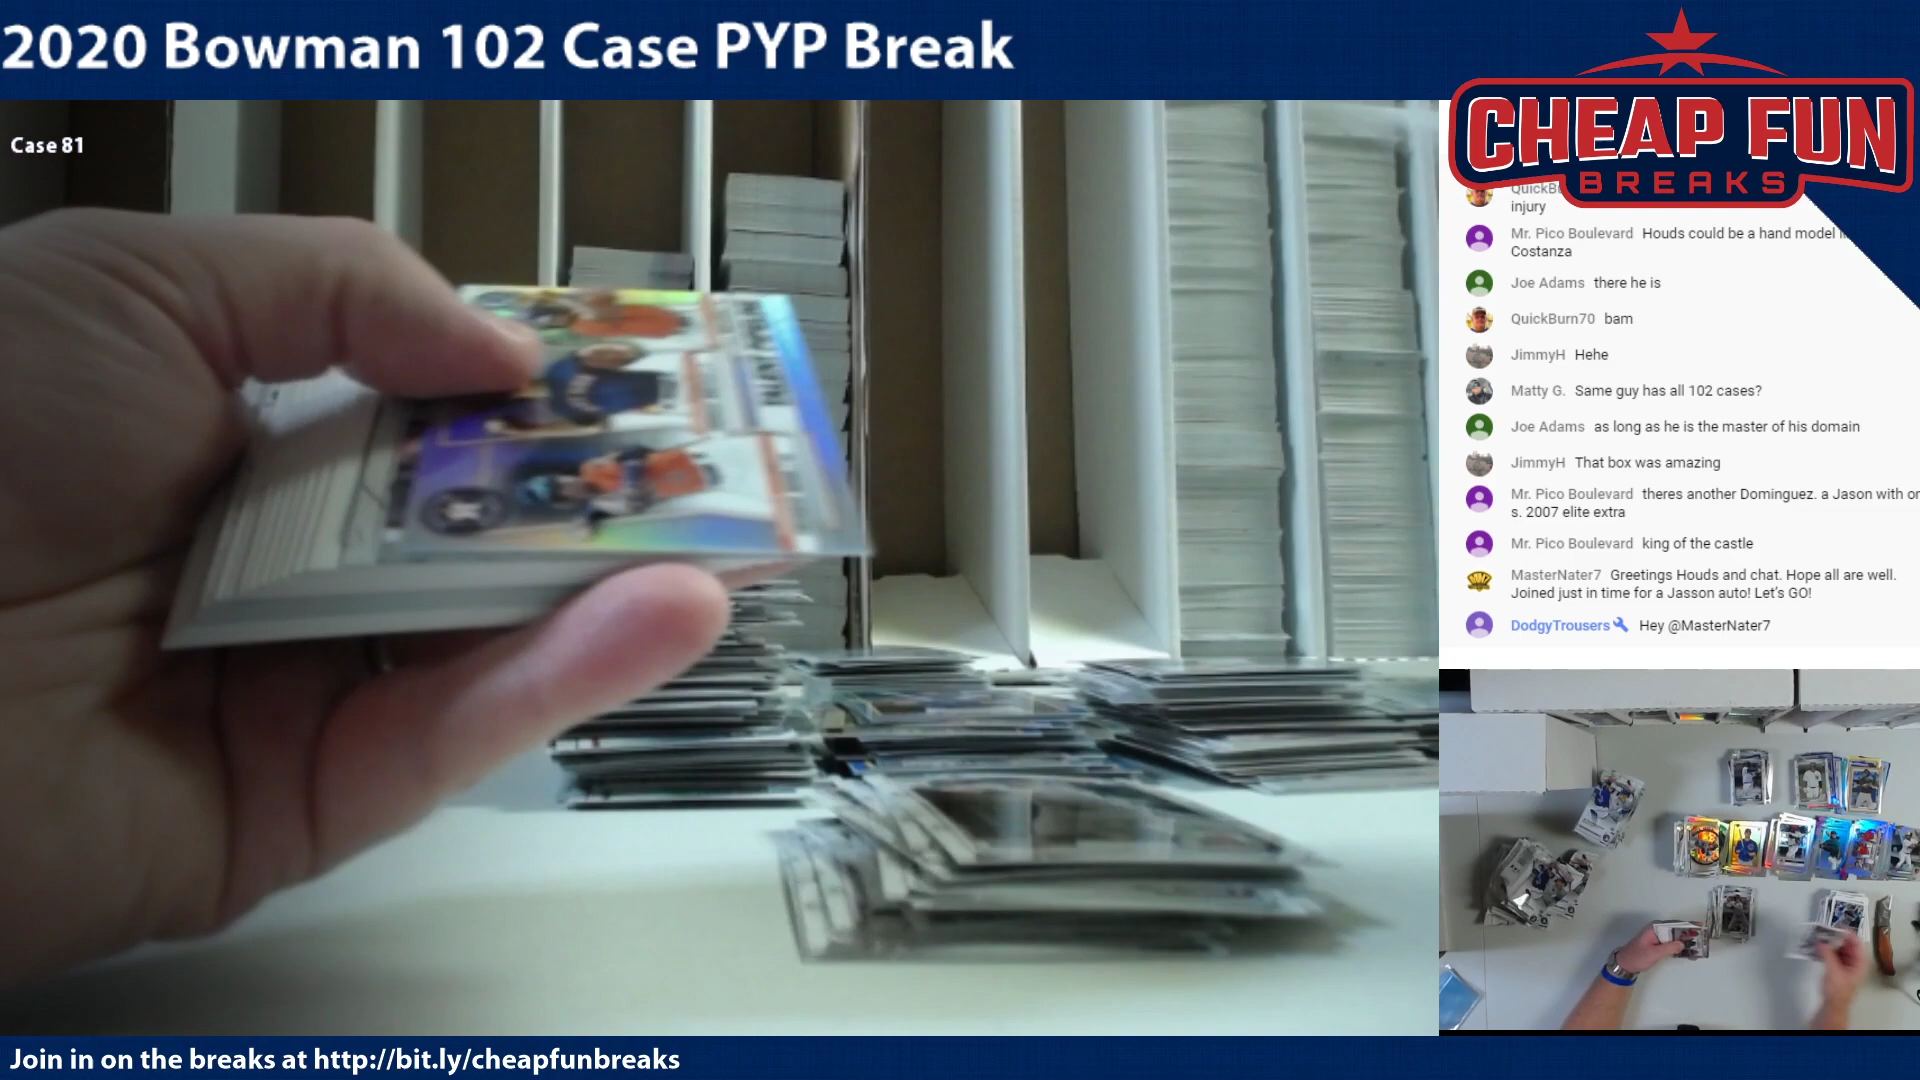 2020 Bowman 102 Case PYP Break
CHEAP FUN
BREAKS
Case 81
injury
Mr. Pico Boulevard Houds could be a hand model
Costanza
Joe Adams there he is
QuickBurn70 bam
JimmyH Hehe
Matty G. Same guy has all 102 cases?
Joe Adams as long as he is the master of his domain
JimmyH That box was amazing
Mr. Pico Boulevard theres another Dominguez. a Jason with
s. 2007 elite extra
Mr. Pico Boulevard king of the castle
MasterNater7 Greetings Houds and chat. Hope all are well.
Joined just in time for a Jasson auto! Let's GO!
DodgyTrousers Hey @MasterNater7
Join in on the breaks at http://bit.ly/cheapfunbreaks